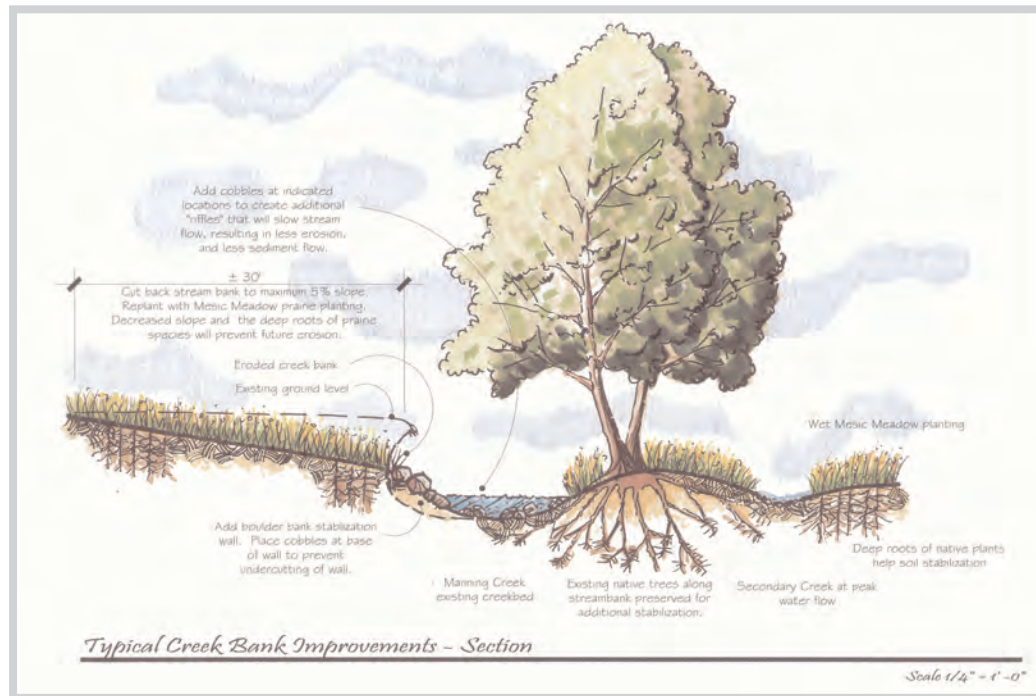 Add cobbles at indicated
locations to create additional
"riffles" that will slow stream
flow, resulting in less erosion,
and less sediment flow.
± 30'
Cut back stream bank to maximum 5% slope.
Replant with Mesic Meadow prairie planting.
Decreased slope and the deep roots of prairie
species will prevent future erosion.
Eroded creek bank
Existing ground level
Wet Mesic Meadow planting
Add boulder bank stabilization
wall. Place cobbles at base
of wall to prevent
undercutting of wall.
Manning Creek
existing creekbed
Existing native trees along
streambank preserved for
additional stabilization.
Secondary Creek at peak
water flow
Deep roots of native plants
help soil stabilization
Typical Creek Bank Improvements - Section
Scale 1/4" = 1'-0"